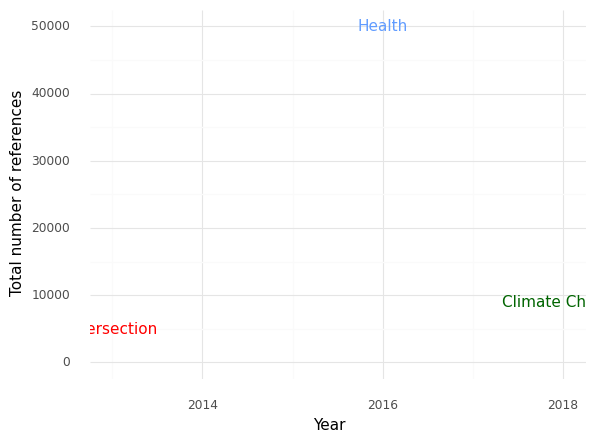 50000
Health
40000
30000
20000
10000
Climate Ch
ersection
0
2014
2016
2018
Year
Total number of references